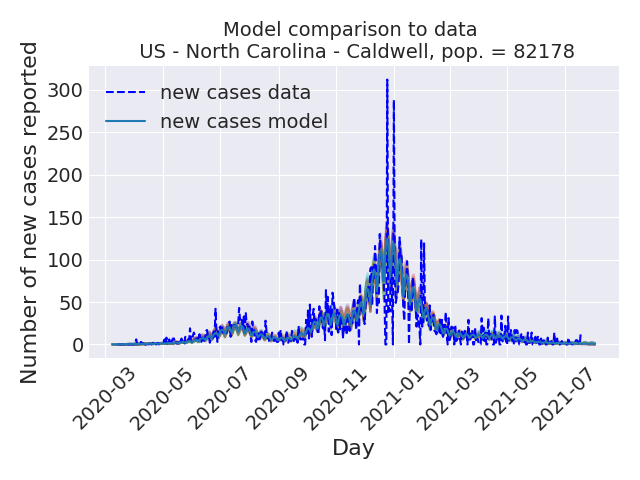 Model comparison to data
US - North Carolina - Caldwell, pop. = 82178
Number of new cases reported
300
250
200
150
100
50
0
new cases data
new cases model
2020-03
2020-05
2020-07
2020-09
2020-11
2021-01
2021-03
2021-05
2021-07
Day